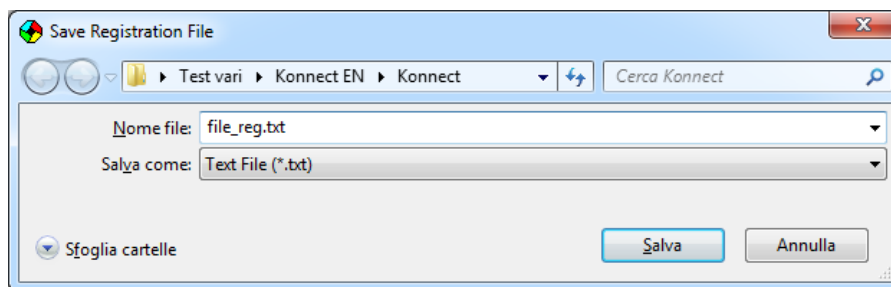 Save Registration File
Test vari Konnect EN Konnect Cerca Konnect
Nome file: file_reg.txt
Salva come: Text File (*.txt)
Sfoglia cartelle Salva Annulla